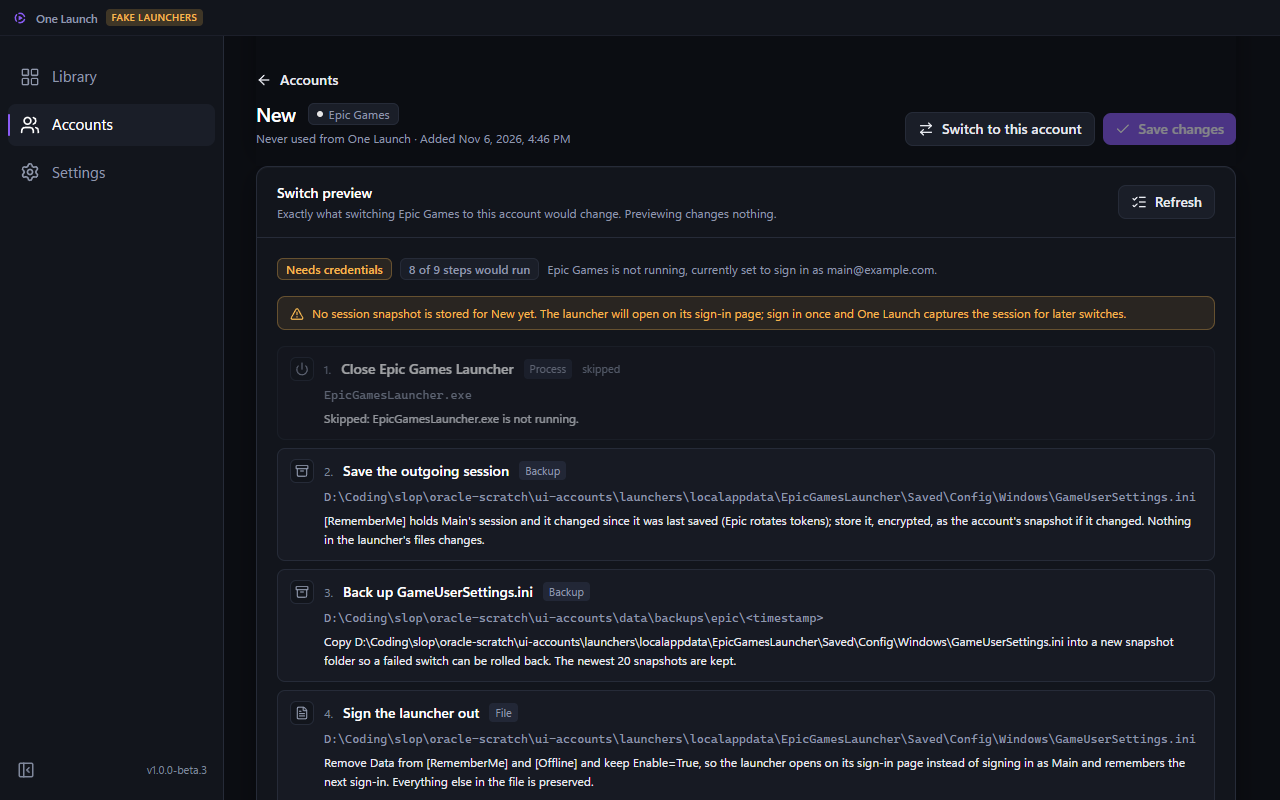 One Launch FAKE LAUNCHERS
Library
Accounts
Settings
v1.0.0-beta.3
Accounts
New Epic Games
Never used from One Launch · Added Nov 6, 2026, 4:46 PM
Switch to this account
Save changes
Switch preview
Exactly what switching Epic Games to this account would change. Previewing changes nothing.
Refresh
Needs credentials 8 of 9 steps would run Epic Games is not running, currently set to sign in as main@example.com.
No session snapshot is stored for New yet. The launcher will open on its sign-in page; sign in once and One Launch captures the session for later switches.
1. Close Epic Games Launcher Process skipped
EpicGamesLauncher.exe
Skipped: EpicGamesLauncher.exe is not running.
2. Save the outgoing session Backup
D:\Coding\slop\oracle-scratch\ui-accounts\launchers\localappdata\EpicGamesLauncher\Saved\Config\Windows\GameUserSettings.ini
[RememberMe] holds Main's session and it changed since it was last saved (Epic rotates tokens); store it, encrypted, as the account's snapshot if it changed. Nothing
in the launcher's files changes.
3. Back up GameUserSettings.ini Backup
D:\Coding\slop\oracle-scratch\ui-accounts\data\backups\epic\<timestamp>
Copy D:\Coding\slop\oracle-scratch\ui-accounts\launchers\localappdata\EpicGamesLauncher\Saved\Config\Windows\GameUserSettings.ini into a new snapshot
folder so a failed switch can be rolled back. The newest 20 snapshots are kept.
4. Sign the launcher out File
D:\Coding\slop\oracle-scratch\ui-accounts\launchers\localappdata\EpicGamesLauncher\Saved\Config\Windows\GameUserSettings.ini
Remove Data from [RememberMe] and [Offline] and keep Enable=True, so the launcher opens on its sign-in page instead of signing in as Main and remembers the
next sign-in. Everything else in the file is preserved.